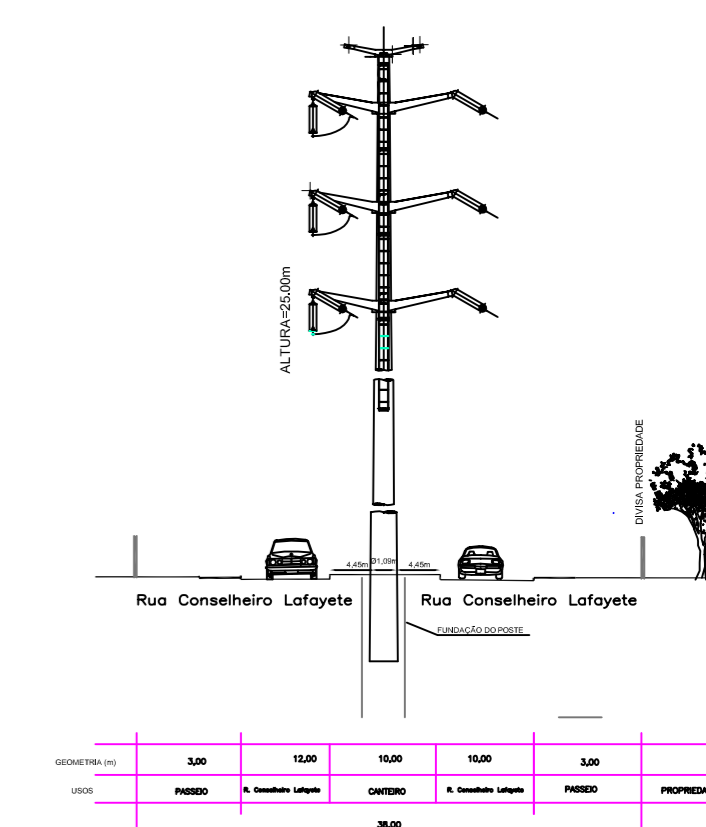 ALTURA=25.00m
DIVISA PROPRIEDADE
4,45m Ø1,09m 4,45m
Rua Conselheiro Lafayete Rua Conselheiro Lafayete
FUNDAÇÃO DO POSTE
GEOMETRIA (m) 3,00 12,00 10,00 10,00 3,00
USOS PASSEIO R. Conselheiro Lafayete CANTEIRO R. Conselheiro Lafayete PASSEIO PROPRIEDA
38.00